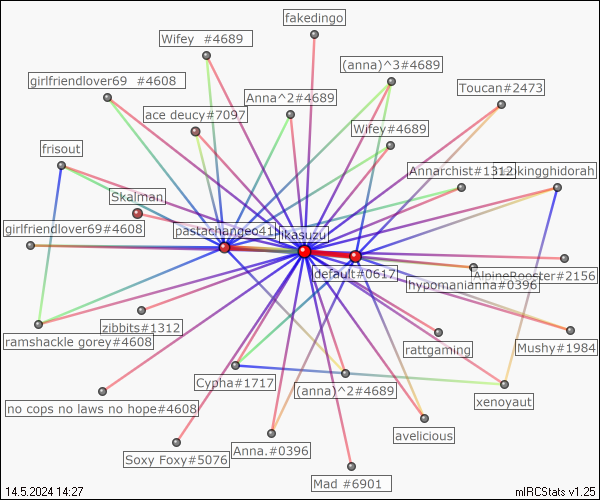 fakedingo
Wifey  #4689
(anna)^3#4689
girlfriendlover69  #4608
Toucan#2473
Anna^2#4689
ace deucy#7097
Wifey#4689
frisout
Annarchist#1312
kingghidorah
Skalman
pastachangeo41
likasuzu
girlfriendlover69#4608
default#0617
AlpineRooster#2156
hypomanianna#0396
zibbits#1312
ramshackle gorey#4608
rattgaming
Mushy#1984
Cypha#1717
(anna)^2#4689
xenoyaut
no cops no laws no hope#4608
avelicious
Anna.#0396
Soxy Foxy#5076
Mad #6901
14.5.2024 14:27
mIRCStats v1.25